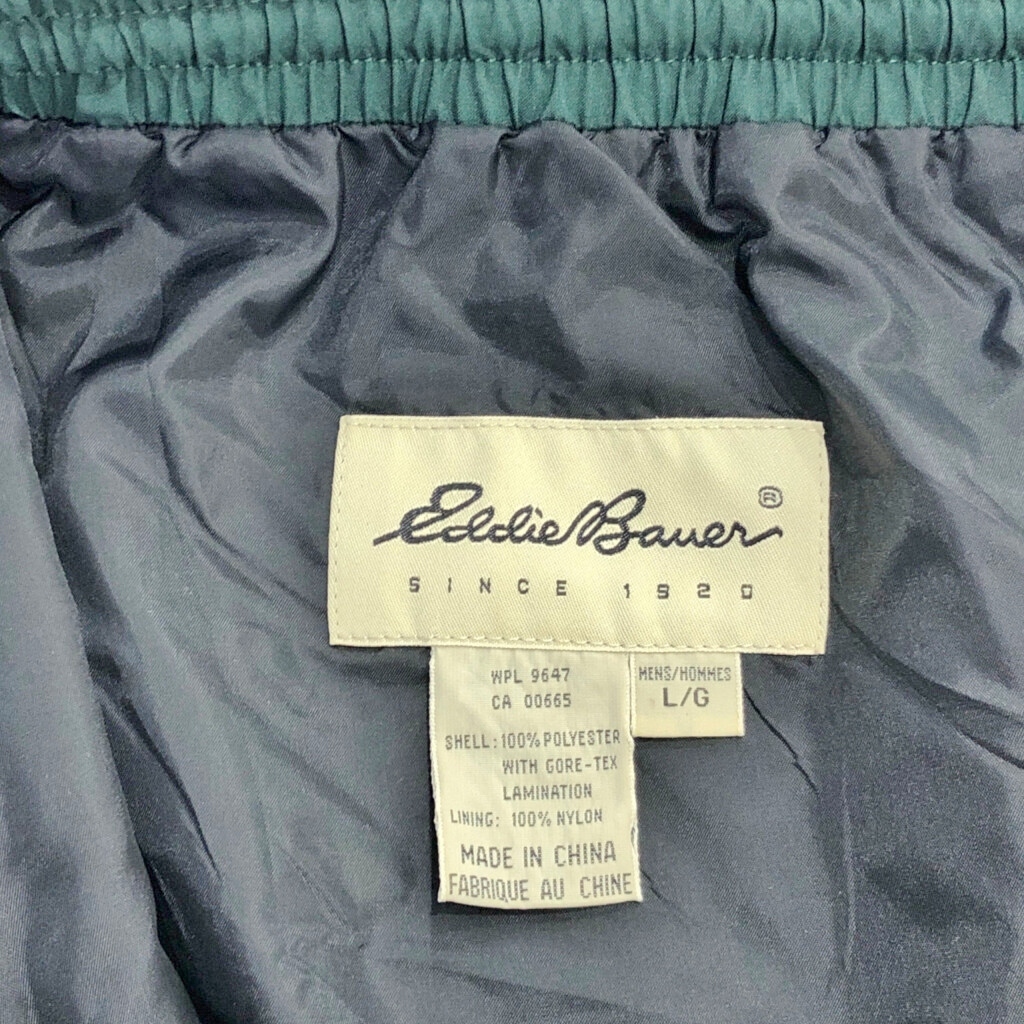 Eddie Bauer ®
SINCE 1920
WPL 9647
CA 00665
SHELL: 100% POLYESTER
WITH GORE-TEX
LAMINATION
LINING: 100% NYLON
MADE IN CHINA
FABRIQUE AU CHINE
MENS/HOMMES
L/G